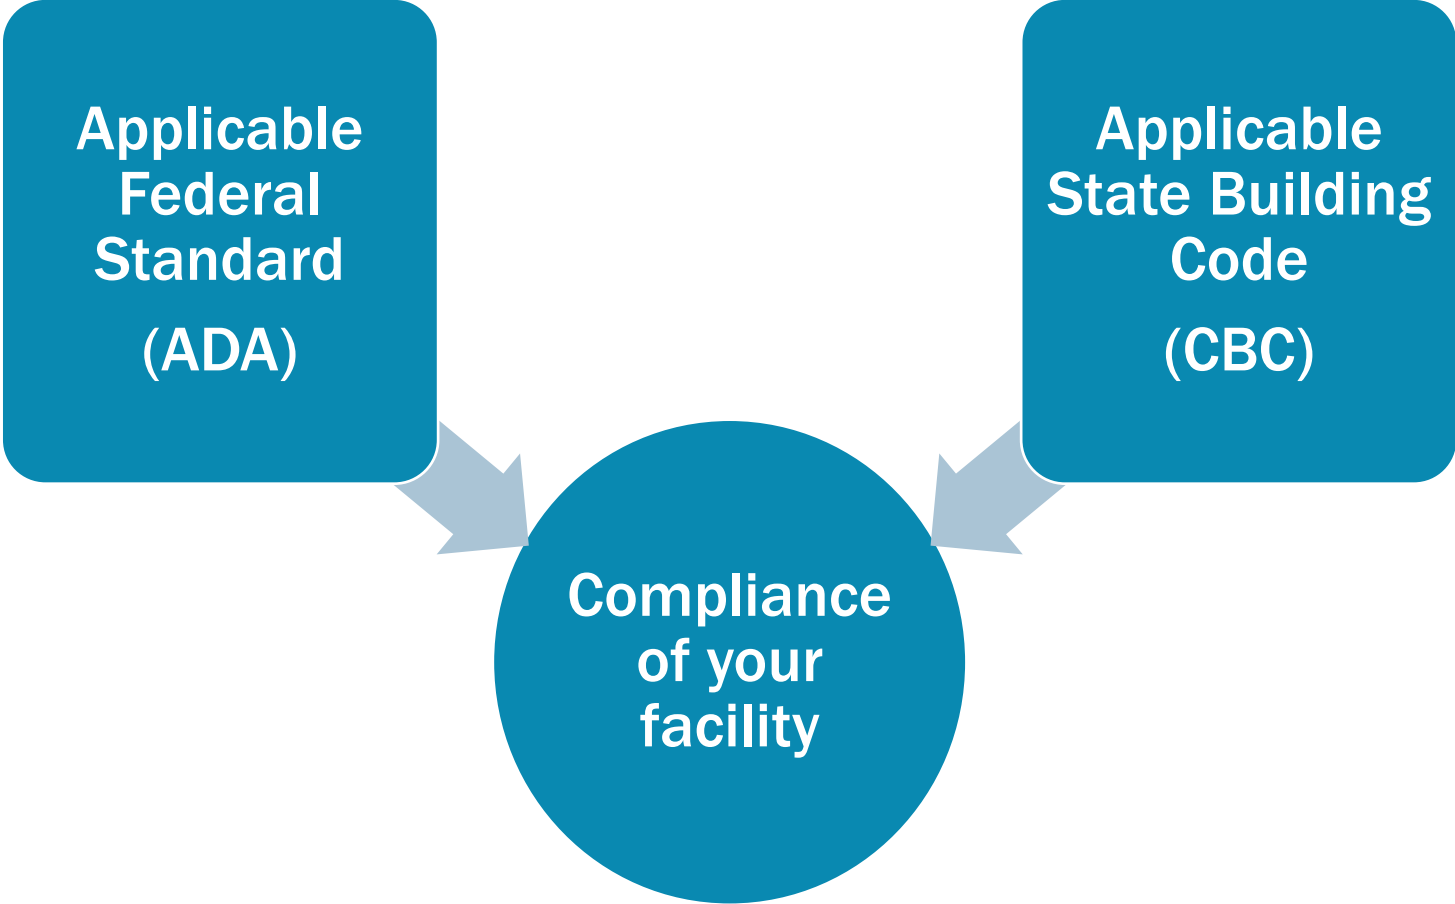 Applicable
Federal
Standard
(ADA)
Applicable
State Building
Code
(CBC)
Compliance
of your
facility